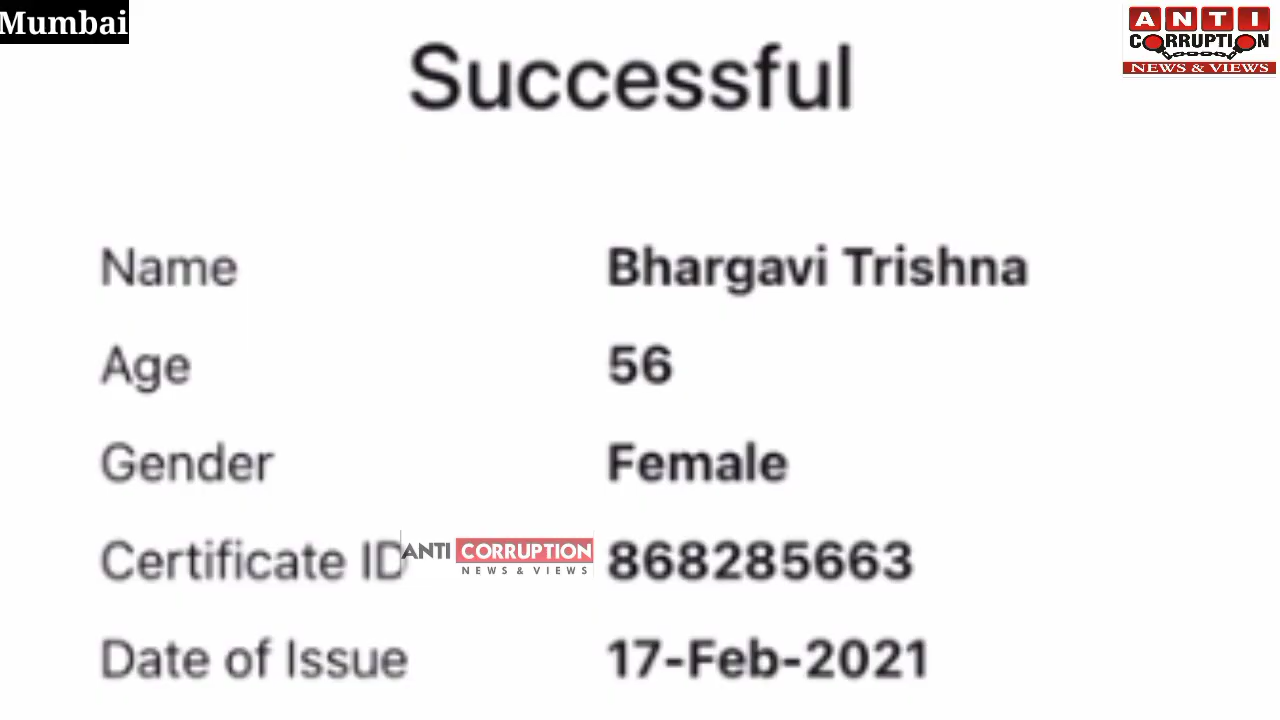 Mumbai
ANTI
CORRUPTION
NEWS & VIEWS
Successful
Name Bhargavi Trishna
Age 56
Gender Female
Certificate ID 868285663
ANTI CORRUPTION
NEWS & VIEWS
Date of Issue 17-Feb-2021